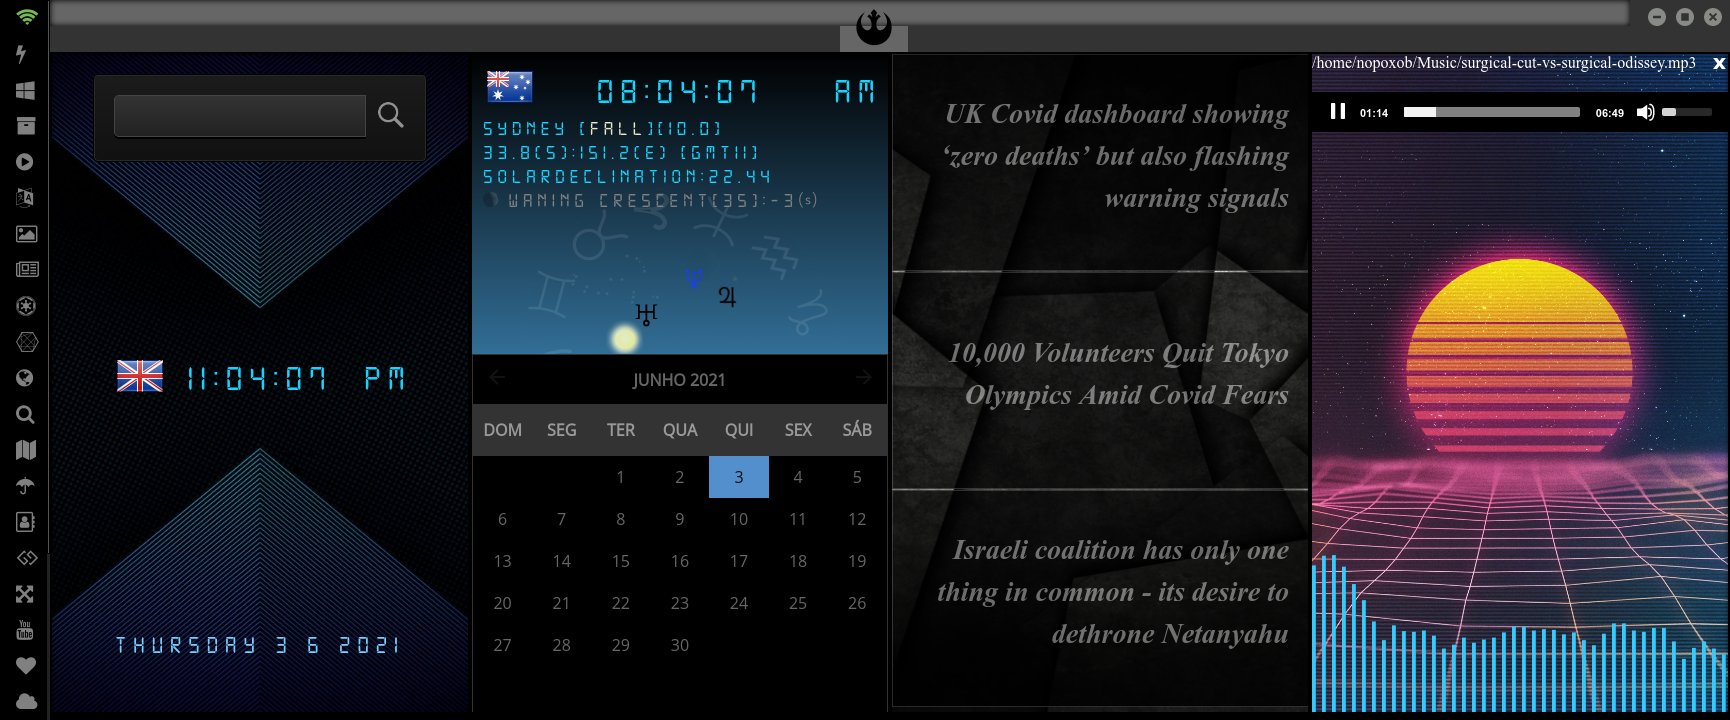 /home/nopoxob/Music/surgical-cut-vs-surgical-odissey.mp3 x
01:14 06:49
08:04:07 AM
SYDNEY [FALL][10.0]
33.8(S):151.2(E) [GMT11]
SOLARDECLINATION:22.44
WANING CRESDENT(35):-3(s)
11:04:07 PM
THURSDAY 3 6 2021
JUNHO 2021
DOM SEG TER QUA QUI SEX SÁB
1 2 3 4 5
6 7 8 9 10 11 12
13 14 15 16 17 18 19
20 21 22 23 24 25 26
27 28 29 30
UK Covid dashboard showing
‘zero deaths’ but also flashing
warning signals
10,000 Volunteers Quit Tokyo
Olympics Amid Covid Fears
Israeli coalition has only one
thing in common - its desire to
dethrone Netanyahu
You
Tube